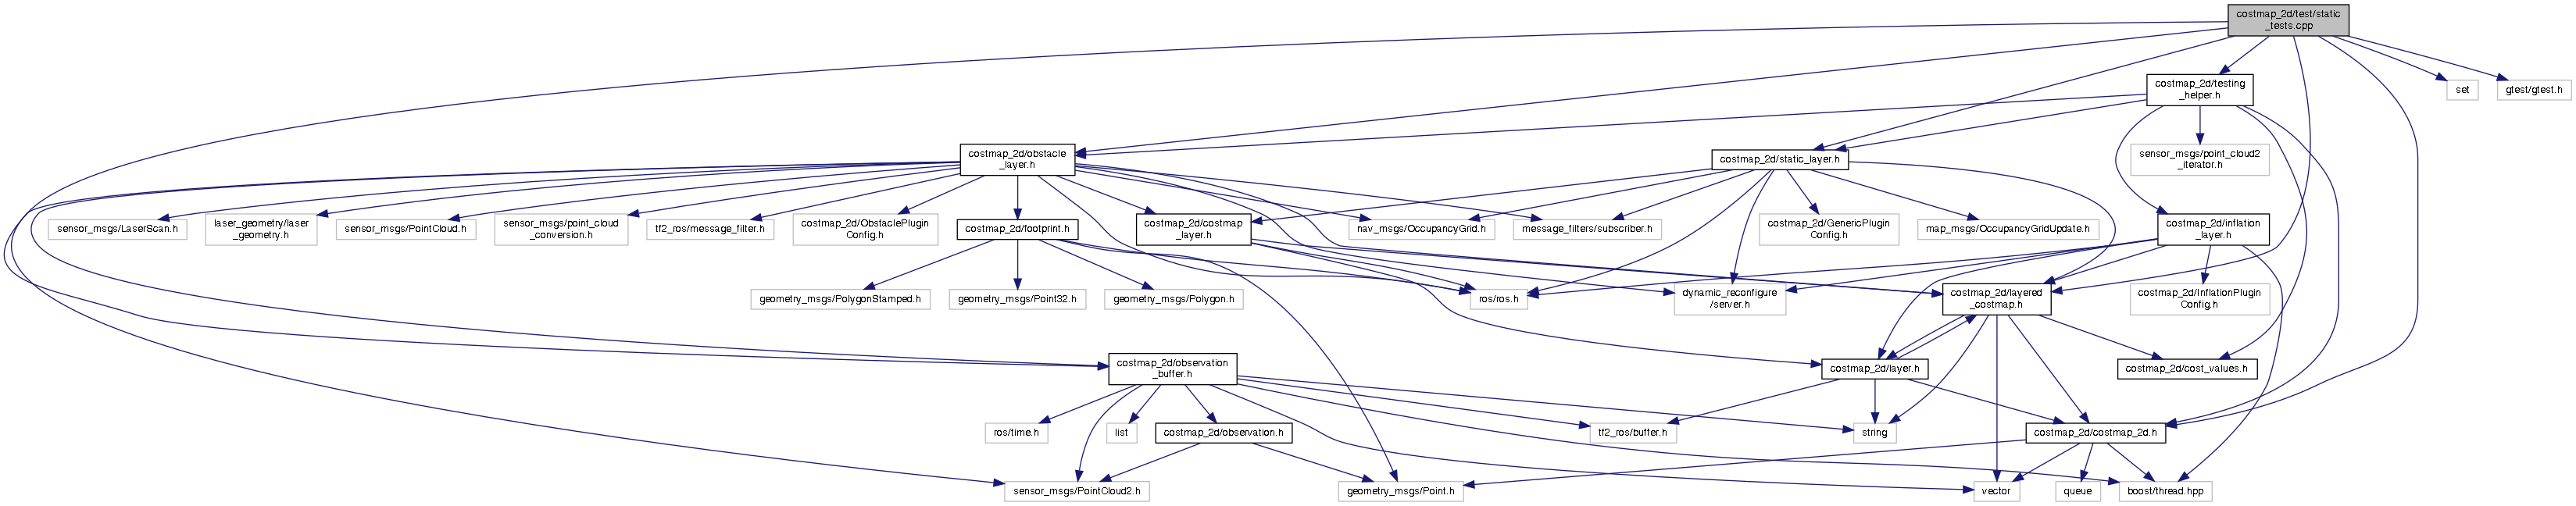 costmap_2d/test/static
_tests.cpp
costmap_2d/testing
_helper.h
set
gtest/gtest.h
costmap_2d/obstacle
_layer.h
costmap_2d/static_layer.h
sensor_msgs/point_cloud2
_iterator.h
sensor_msgs/LaserScan.h
laser_geometry/laser
_geometry.h
sensor_msgs/PointCloud.h
sensor_msgs/point_cloud
_conversion.h
tf2_ros/message_filter.h
costmap_2d/ObstaclePlugin
Config.h
costmap_2d/footprint.h
costmap_2d/costmap
_layer.h
nav_msgs/OccupancyGrid.h
message_filters/subscriber.h
costmap_2d/GenericPlugin
Config.h
map_msgs/OccupancyGridUpdate.h
costmap_2d/inflation
_layer.h
geometry_msgs/PolygonStamped.h
geometry_msgs/Point32.h
geometry_msgs/Polygon.h
ros/ros.h
dynamic_reconfigure
/server.h
costmap_2d/layered
_costmap.h
costmap_2d/InflationPlugin
Config.h
costmap_2d/observation
_buffer.h
costmap_2d/layer.h
costmap_2d/cost_values.h
ros/time.h
list
costmap_2d/observation.h
tf2_ros/buffer.h
string
costmap_2d/costmap_2d.h
sensor_msgs/PointCloud2.h
geometry_msgs/Point.h
vector
queue
boost/thread.hpp